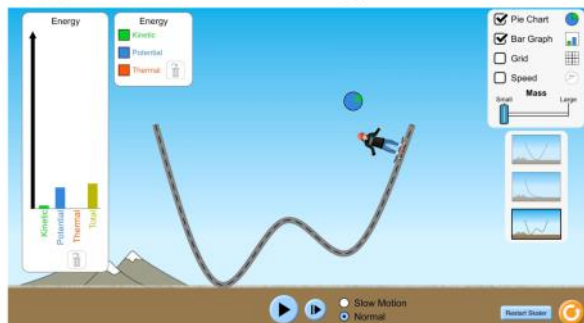 Energy
Kinetic
Potential
Thermal
Total
Energy
Kinetic
Potential
Thermal
Pie Chart
Bar Graph
Grid
Speed
Mass
Small Large
Slow Motion
Normal
Restart Skater